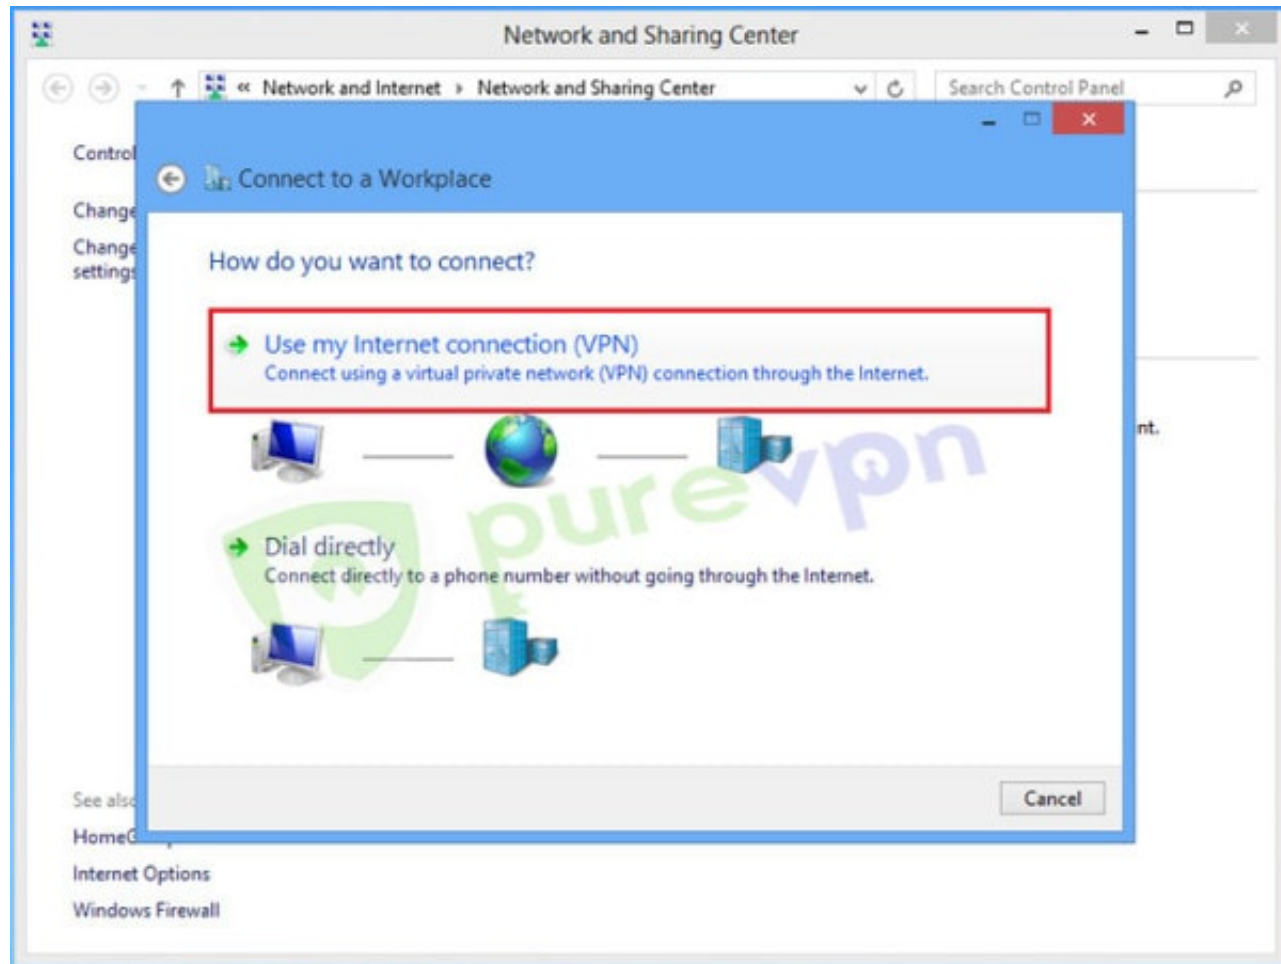 Network and Sharing Center
« Network and Internet › Network and Sharing Center
Search Control Panel
Control
Change
Change
settings
Connect to a Workplace
How do you want to connect?
Use my Internet connection (VPN)
Connect using a virtual private network (VPN) connection through the Internet.
nt.
purevpn
Dial directly
Connect directly to a phone number without going through the Internet.
Cancel
See also
HomeG
Internet Options
Windows Firewall